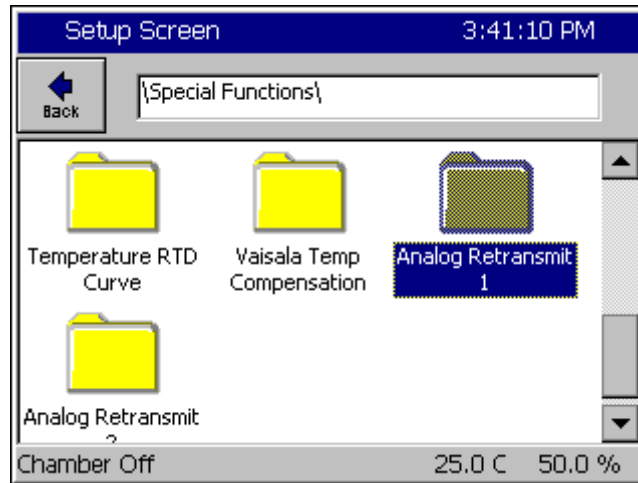 Setup Screen 3:41:10 PM
Back
\Special Functions\
Temperature RTD
Curve
Vaisala Temp
Compensation
Analog Retransmit
1
Analog Retransmit
Chamber Off 25.0 C 50.0 %